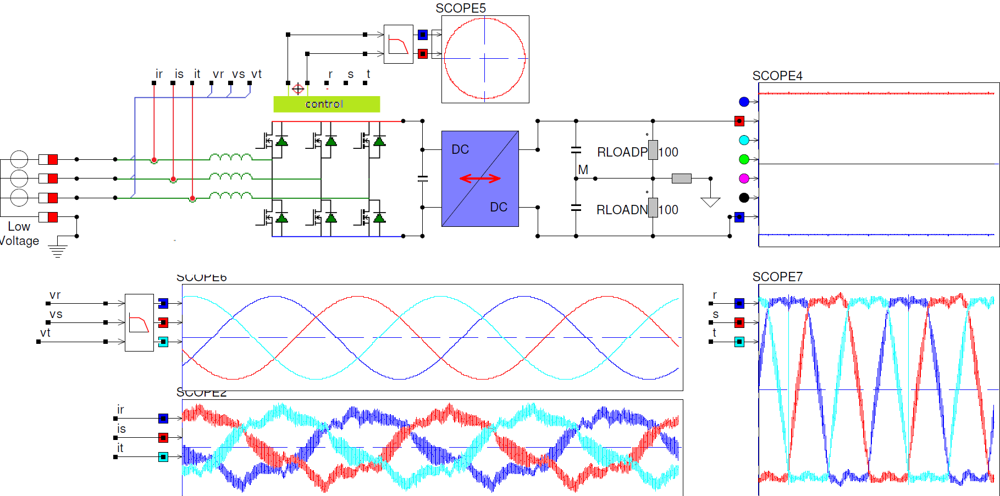 SCOPE5
SCOPE4
ir is it vr vs vt
r s t
control
DC
DC
RLOADP 100
M
RLOADN 100
Low
Voltage
SCOPE6
SCOPE7
vr
vs
vt
r
s
t
SCOPE2
ir
is
it